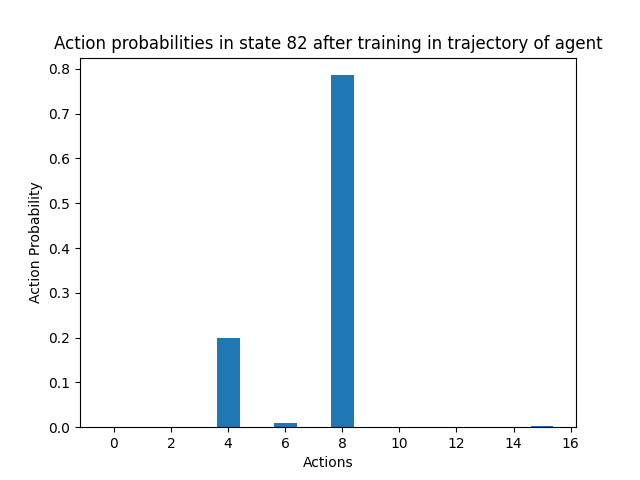 Action probabilities in state 82 after training in trajectory of agent
0.8
0.7
0.6
0.5
0.4
0.3
0.2
0.1
0.0
Action Probability
0 2 4 6 8 10 12 14 16
Actions